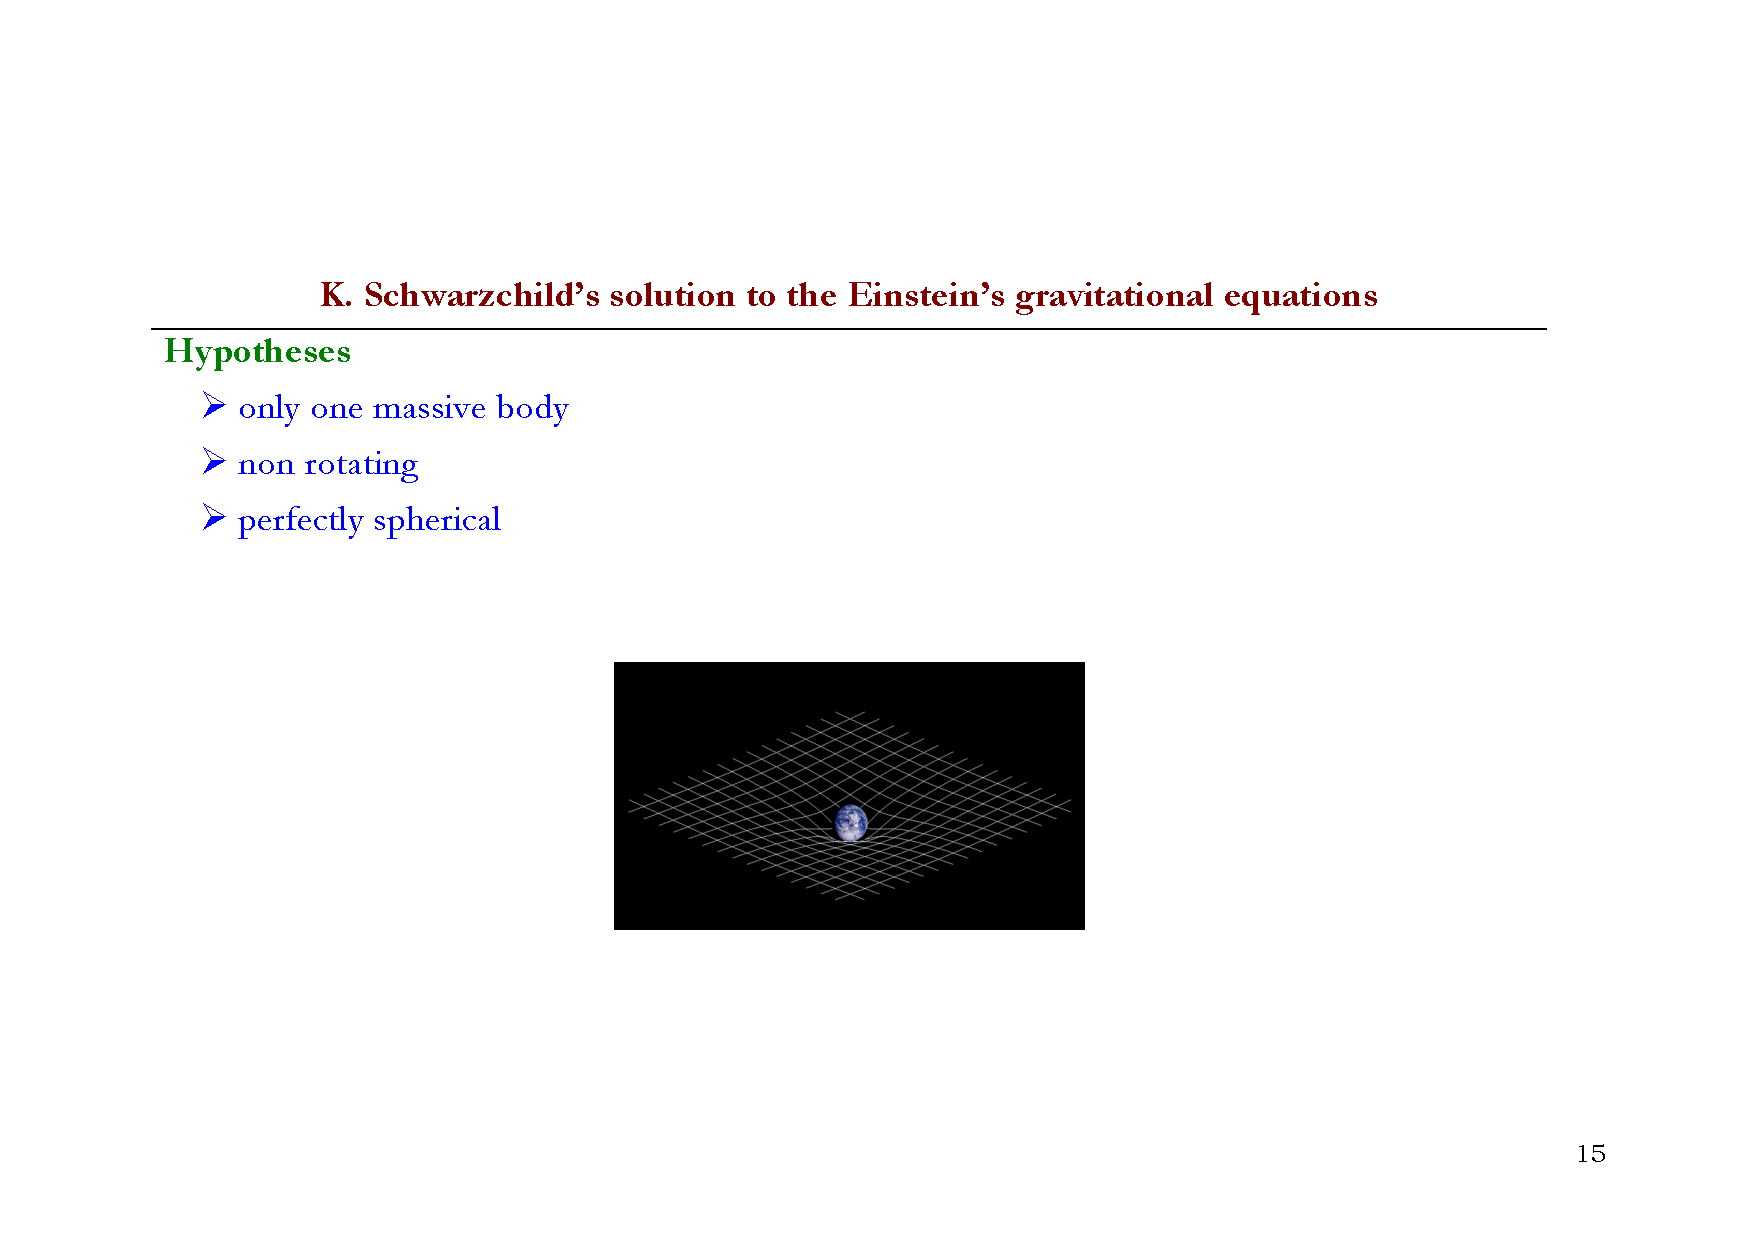 K. Schwarzchild’s solution to the Einstein’s gravitational equations
Hypotheses
➢ only one massive body
➢ non rotating
➢ perfectly spherical
15